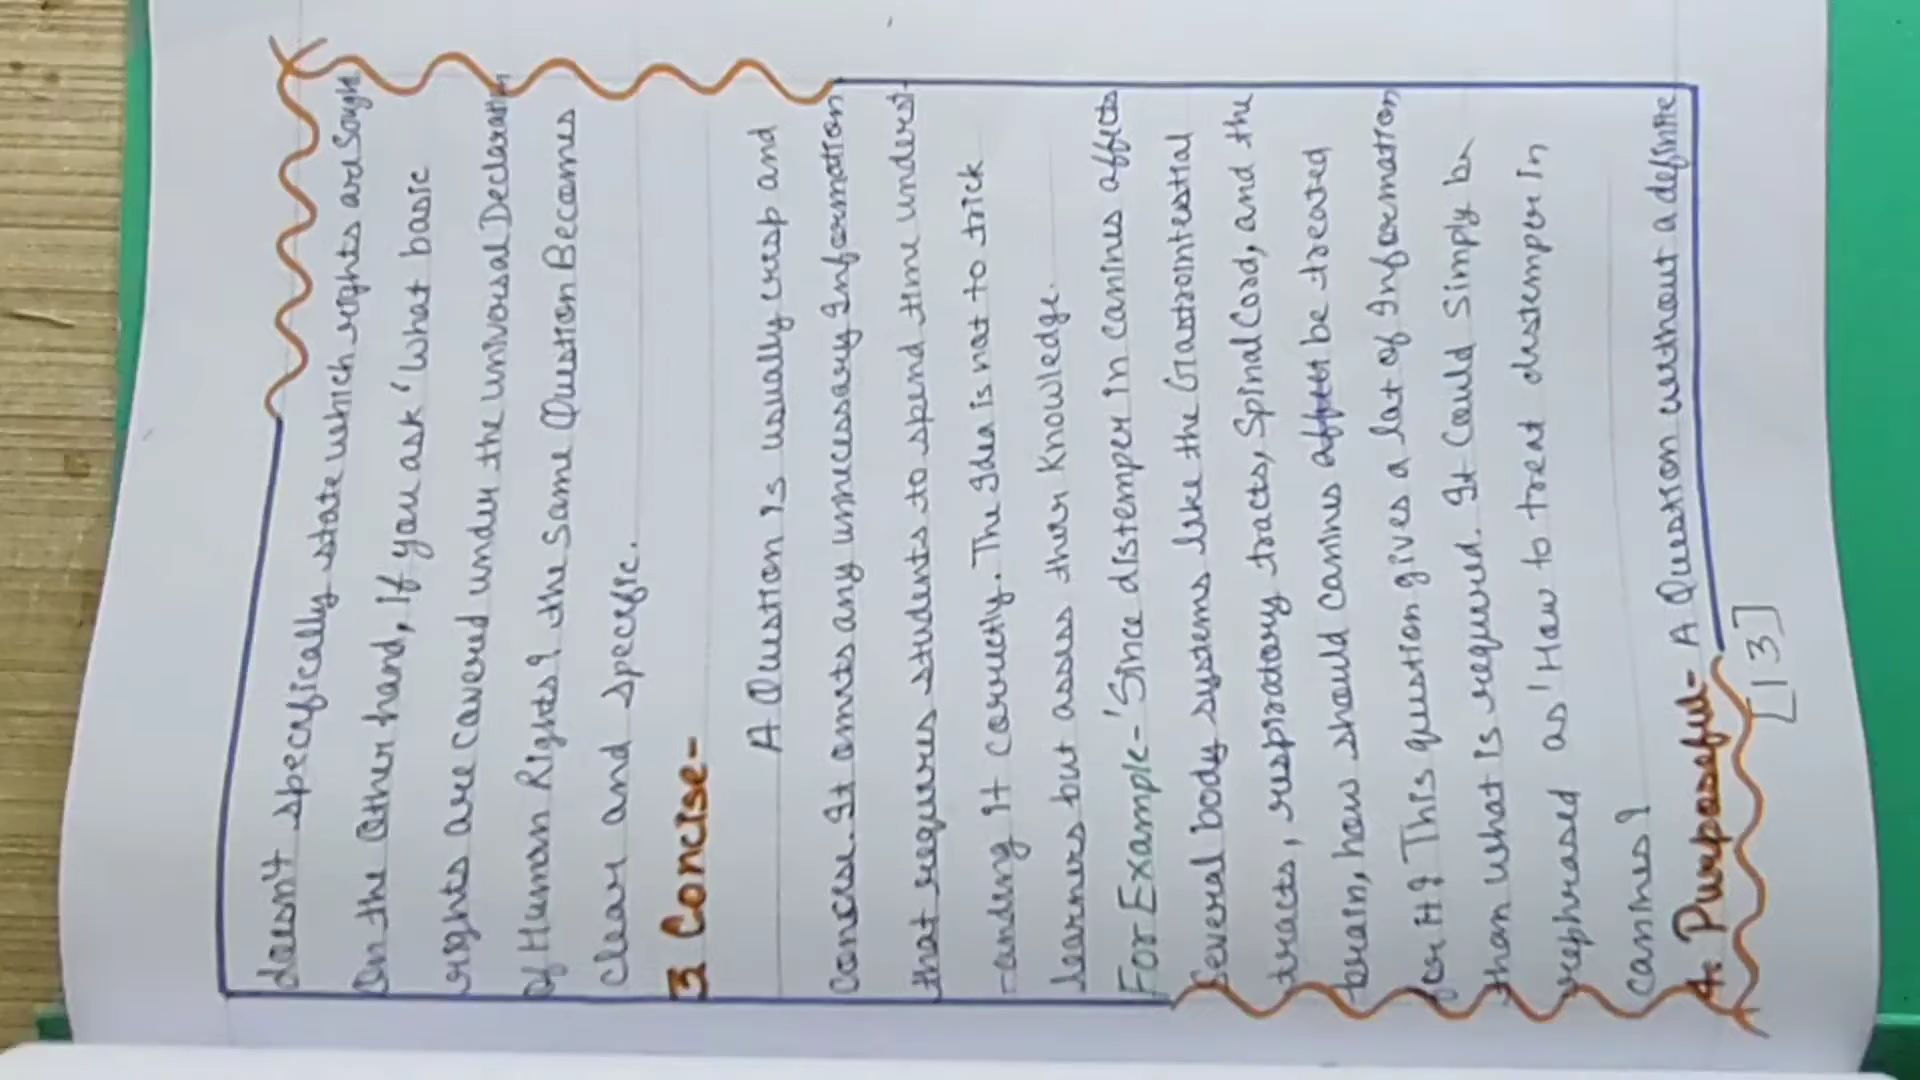 doesn't specifically state which rights are sought
On the Other hand, If you ask 'What basic
rights are covered under the universal Declaration
Of Human Rights? the same Question Becomes
clear and specific.
3 Concise-
A Question is usually crisp and
Concise. It omits any unnecessary Information
that requires students to spend time underst-
-anding it correctly. The Idea is not to trick
learners but assess their knowledge.
For Example- 'Since distemper in canines affects
several body systems like the Gastrointestial
tracts, respiratory tracts, Spinal Cord, and the
brain, how should canines affect be treated
for it? This question gives a lot of Information
than what is required. It Could Simply be
rephrased as 'How to treat distemper in
canines?
4. Purposeful- A Question without a definite
[13]